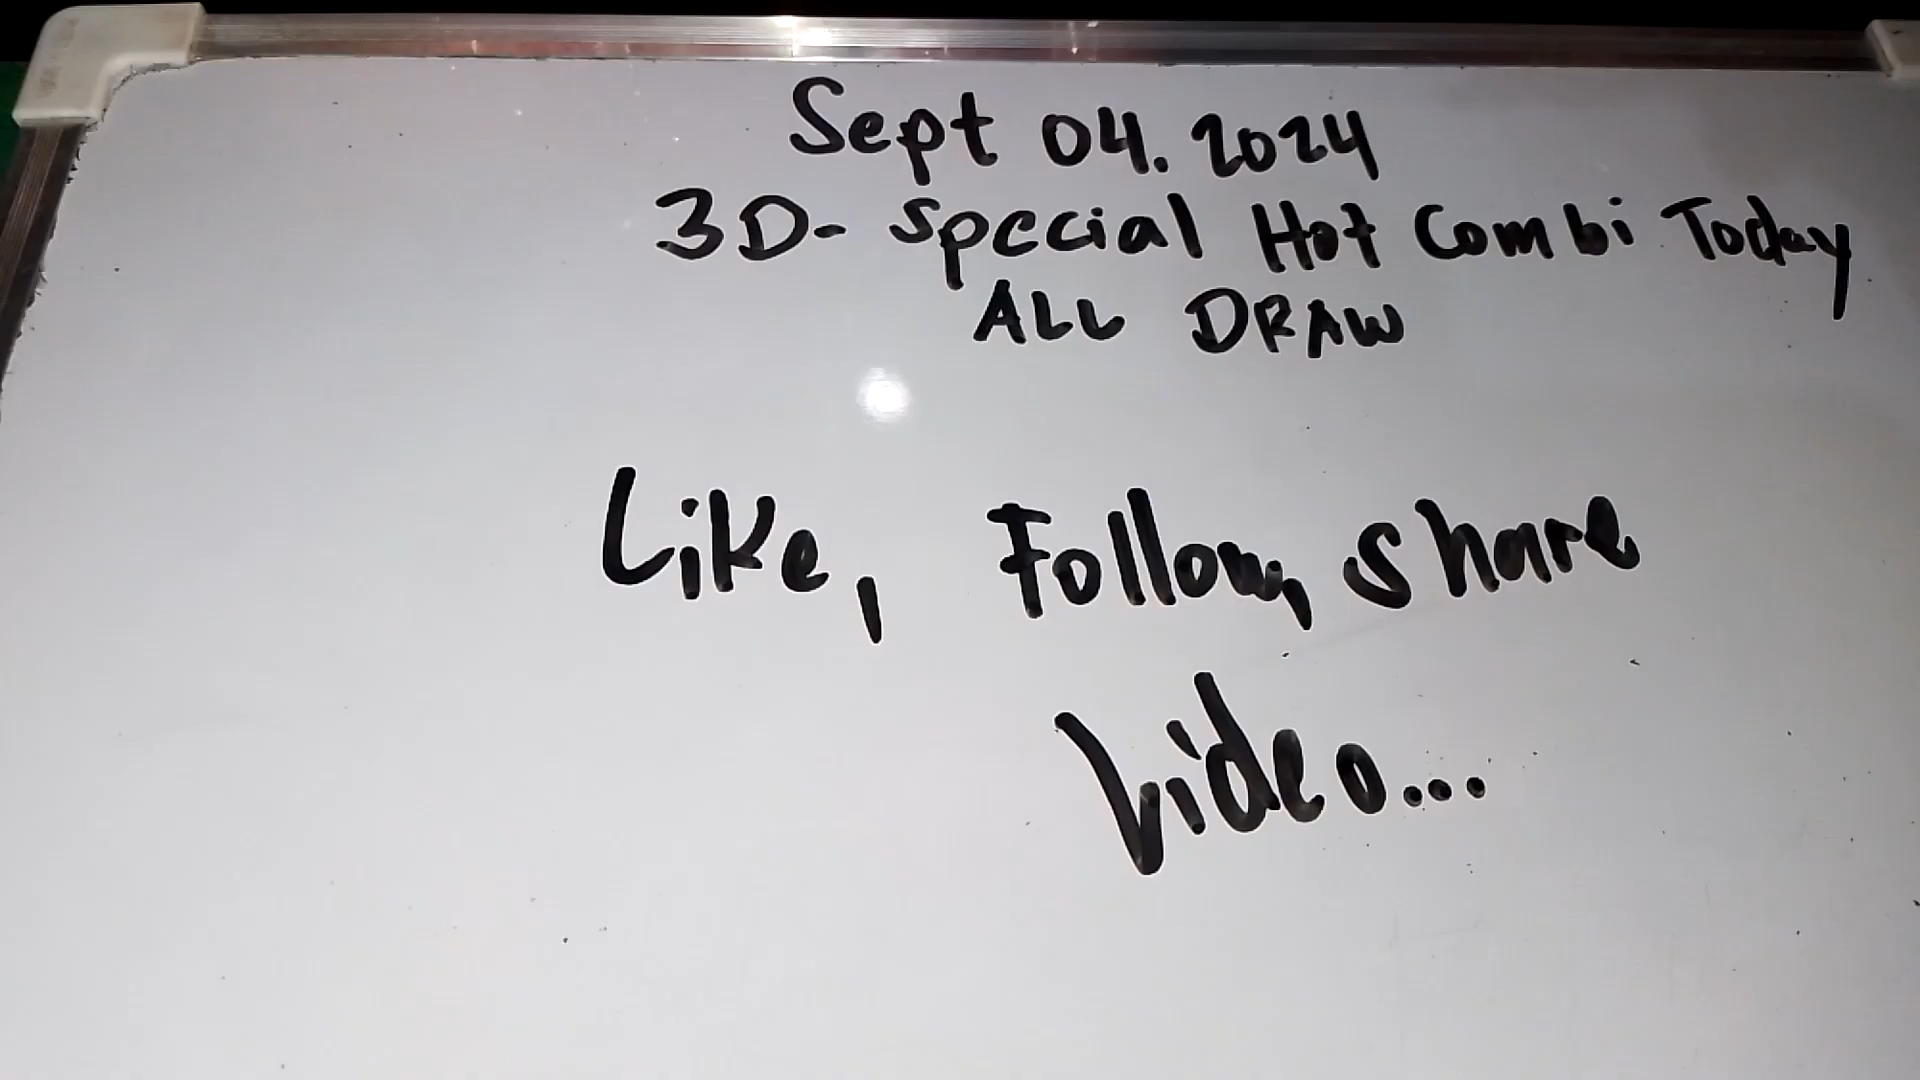 Sept 04. 2024
3D- Special Hot Combi Today
ALL DRAW
Like, Follow, share
Video...